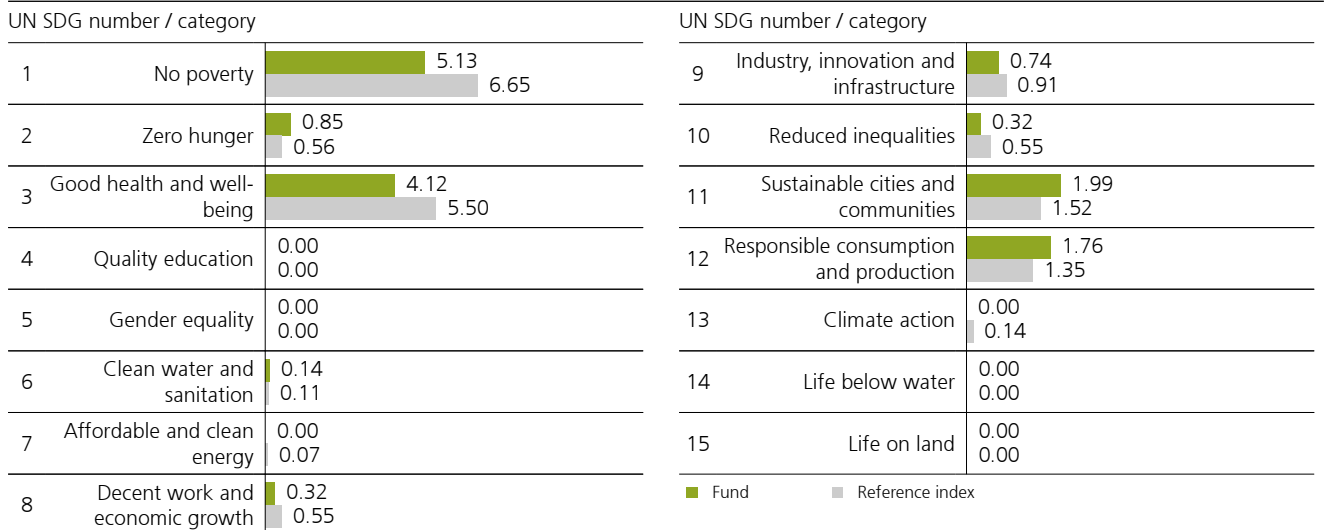 UN SDG number / category
1 No poverty 5.13
6.65
2 Zero hunger 0.85
0.56
3 Good health and well-
being 4.12
5.50
4 Quality education 0.00
0.00
5 Gender equality 0.00
0.00
6 Clean water and
sanitation 0.14
0.11
7 Affordable and clean
energy 0.00
0.07
8 Decent work and
economic growth 0.32
0.55
UN SDG number / category
9 Industry, innovation and
infrastructure 0.74
0.91
10 Reduced inequalities 0.32
0.55
11 Sustainable cities and
communities 1.99
1.52
12 Responsible consumption
and production 1.76
1.35
13 Climate action 0.00
0.14
14 Life below water 0.00
0.00
15 Life on land 0.00
0.00
Fund Reference index